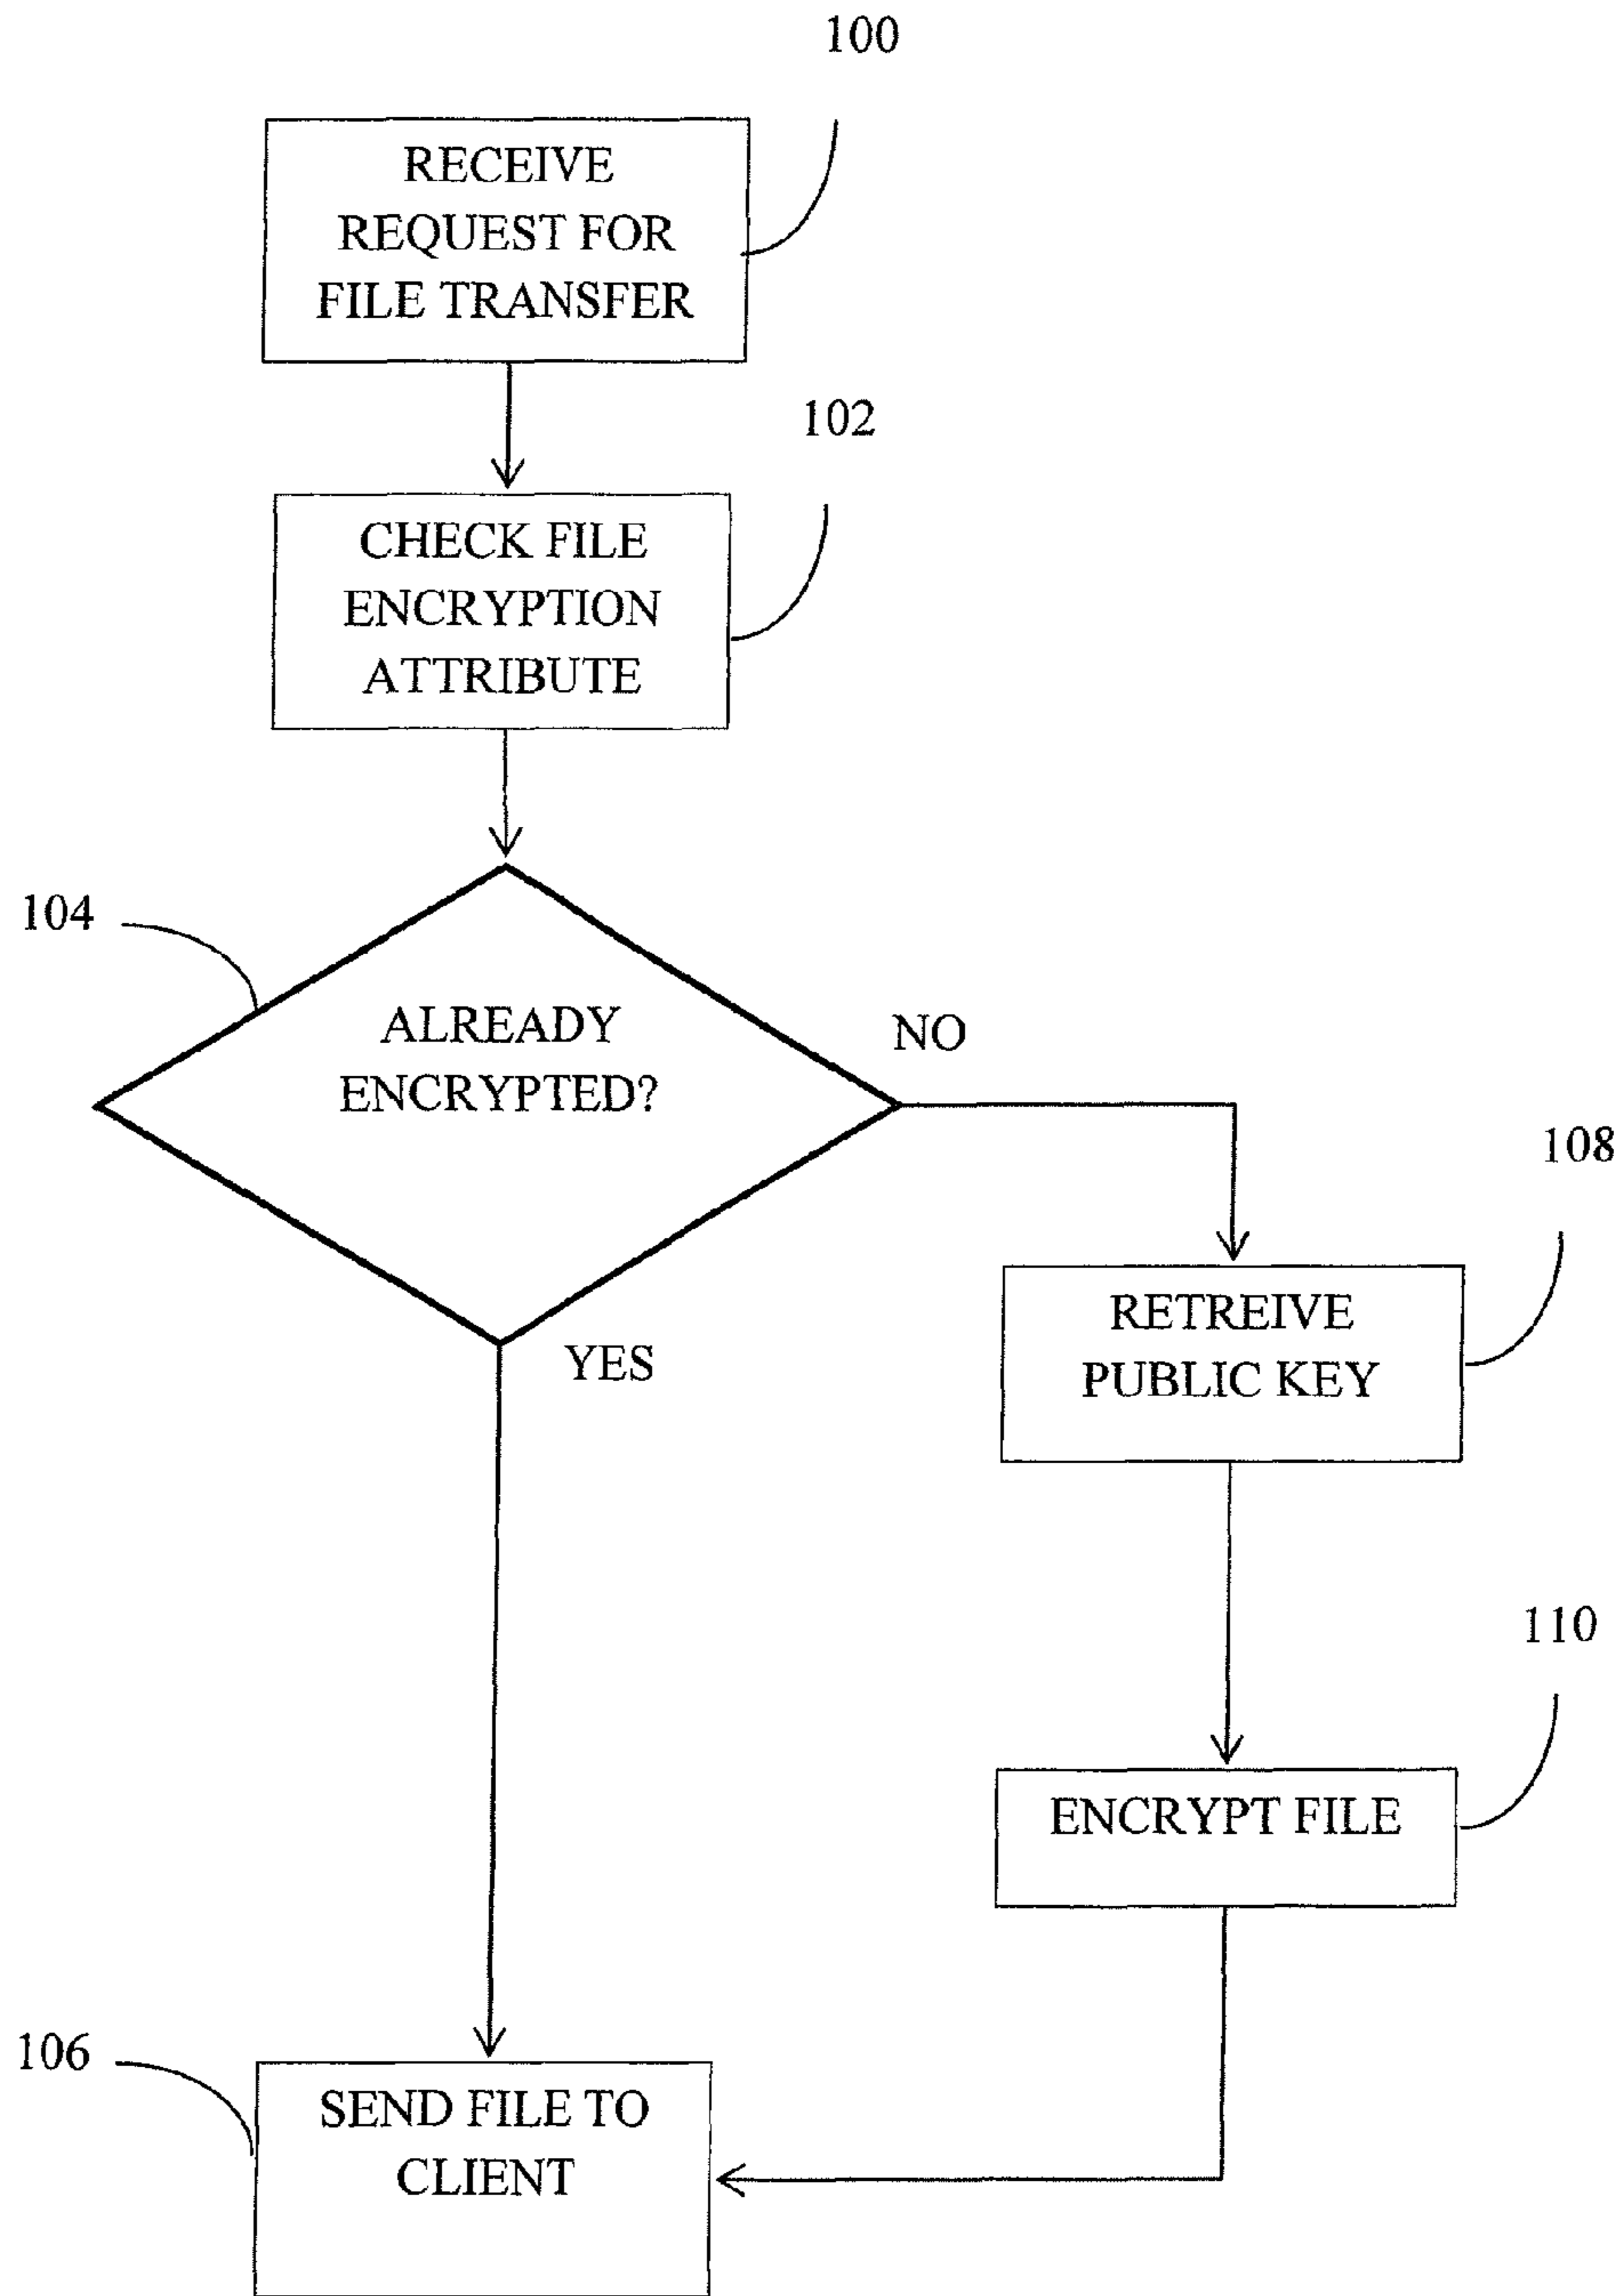 100
RECEIVE
REQUEST FOR
FILE TRANSFER
102
CHECK FILE
ENCRYPTION
ATTRIBUTE
104
ALREADY
ENCRYPTED?
NO
YES
108
RETREIVE
PUBLIC KEY
110
ENCRYPT FILE
106
SEND FILE TO
CLIENT